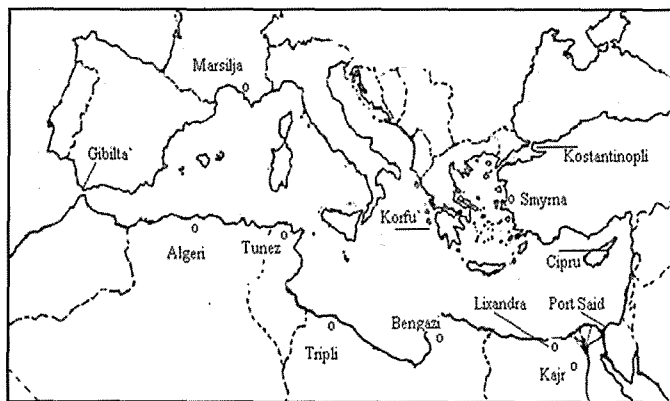 Marsilja
Gibilta`
Kostantinopli
Korfu`
Smyrna
Algeri
Tunez
Cipru
Lixandra
Port Said
Bengazi
Tripli
Kajr